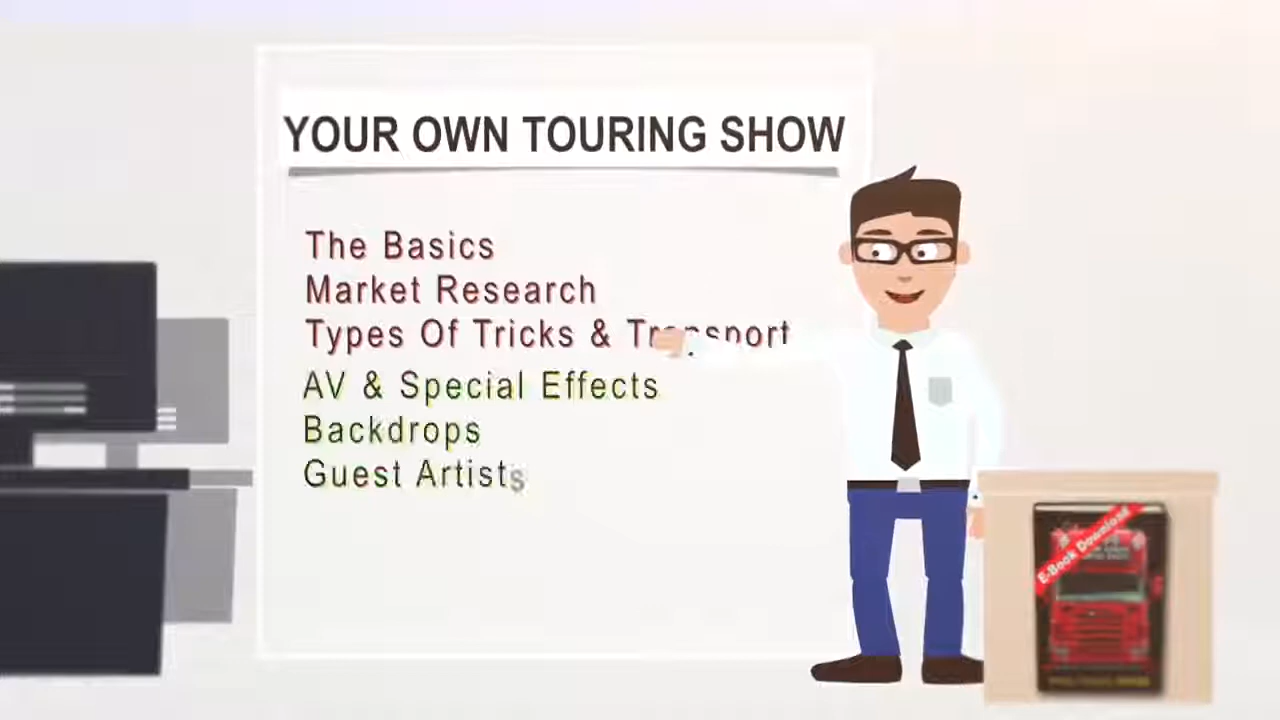 YOUR OWN TOURING SHOW
The Basics
Market Research
Types Of Tricks & Transport
AV & Special Effects
Backdrops
Guest Artists
E-Book Download